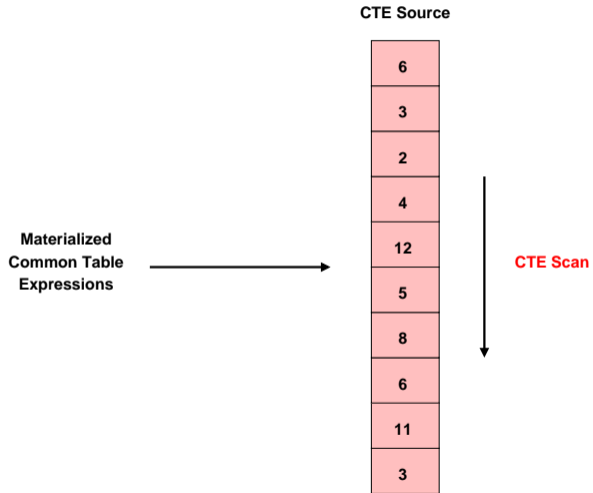 CTE Source
6
3
2
4
12
5
8
6
11
3
Materialized
Common Table
Expressions
CTE Scan